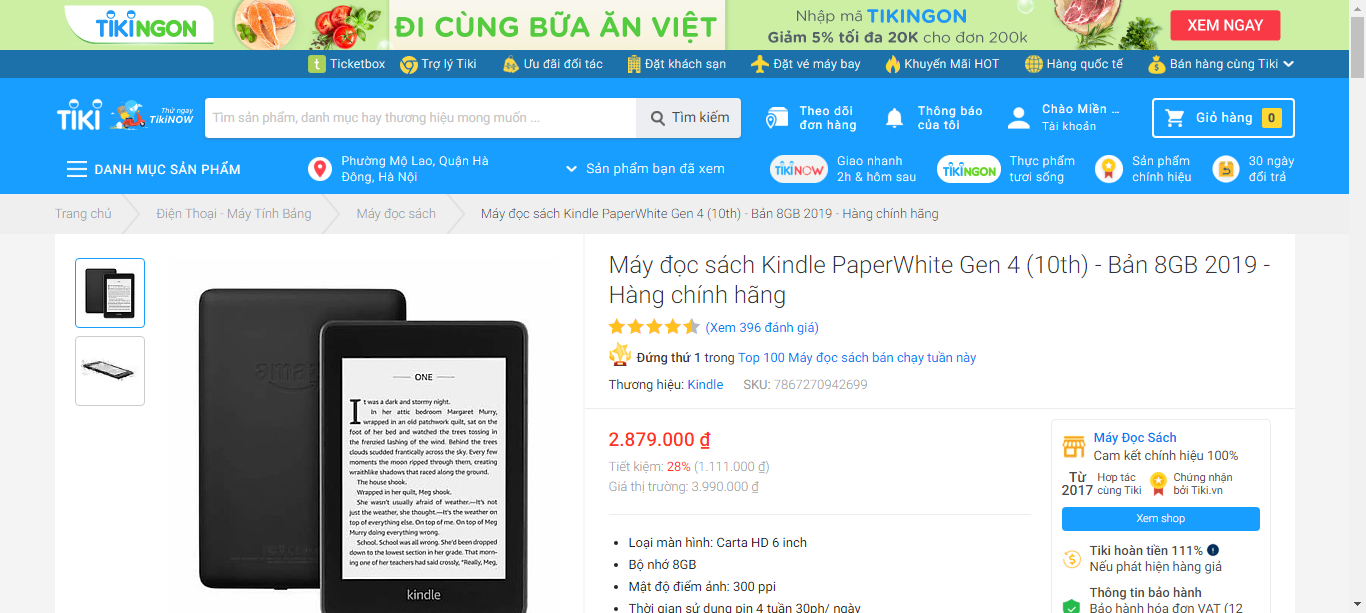 TIKINGON
ĐI CÙNG BỮA ĂN VIỆT
Nhập mã TIKINGON
Giảm 5% tối đa 20K cho đơn 200k
XEM NGAY
Ticketbox
Trợ lý Tiki
Ưu đãi đối tác
Đặt khách sạn
Đặt vé máy bay
Khuyến Mãi HOT
Hàng quốc tế
Bán hàng cùng Tiki
TIKI
Thử ngay
TikiNOW
Tìm sản phẩm, danh mục hay thương hiệu mong muốn ...
Tìm kiếm
Theo dõi
đơn hàng
Thông báo
của tôi
Chào Miền ...
Tài khoản
Giỏ hàng 0
DANH MỤC SẢN PHẨM
Phường Mộ Lao, Quận Hà
Đông, Hà Nội
Sản phẩm bạn đã xem
TIKINOW
Giao nhanh
2h & hôm sau
TIKINGON
Thực phẩm
tươi sống
Sản phẩm
chính hiệu
30 ngày
đổi trả
Trang chủ
Điện Thoại - Máy Tính Bảng
Máy đọc sách
Máy đọc sách Kindle PaperWhite Gen 4 (10th) - Bản 8GB 2019 - Hàng chính hãng
amaz
ONE
It was a dark and stormy night.
In her attic bedroom Margaret Murry,
wrapped in an old patchwork quilt, sat on the
foot of her bed and watched the trees tossing in
the frenzied lashing of the wind. Behind the trees
clouds scudded frantically across the sky. Every few
moments the moon ripped through them, creating
wraithlike shadows that raced along the ground.
The house shook.
Wrapped in her quilt, Meg shook.
She wasn't usually afraid of weather.—It's not
just the weather, she thought.—It's the weather on
top of everything else. On top of me. On top of Meg
Murry doing everything wrong.
School. School was all wrong. She'd been dropped
down to the lowest section in her grade. That morn-
ing one of her teachers had said crossly, "Really, Meg,
kindle
Máy đọc sách Kindle PaperWhite Gen 4 (10th) - Bản 8GB 2019 -
Hàng chính hãng
(Xem 396 đánh giá)
Đứng thứ 1 trong Top 100 Máy đọc sách bán chạy tuần này
Thương hiệu: Kindle SKU: 7867270942699
2.879.000 ₫
Tiết kiệm: 28% (1.111.000 ₫)
Giá thị trường: 3.990.000 ₫
Loại màn hình: Carta HD 6 inch
Bộ nhớ 8GB
Mật độ điểm ảnh: 300 ppi
Thời gian sử dụng pin 4 tuần 30ph/ ngày
Máy Đọc Sách
Cam kết chính hiệu 100%
Từ
2017
Hợp tác
cùng Tiki
Chứng nhận
bởi Tiki.vn
Xem shop
Tiki hoàn tiền 111%
Nếu phát hiện hàng giả
Thông tin bảo hành
Bảo hành hóa đơn VAT (12